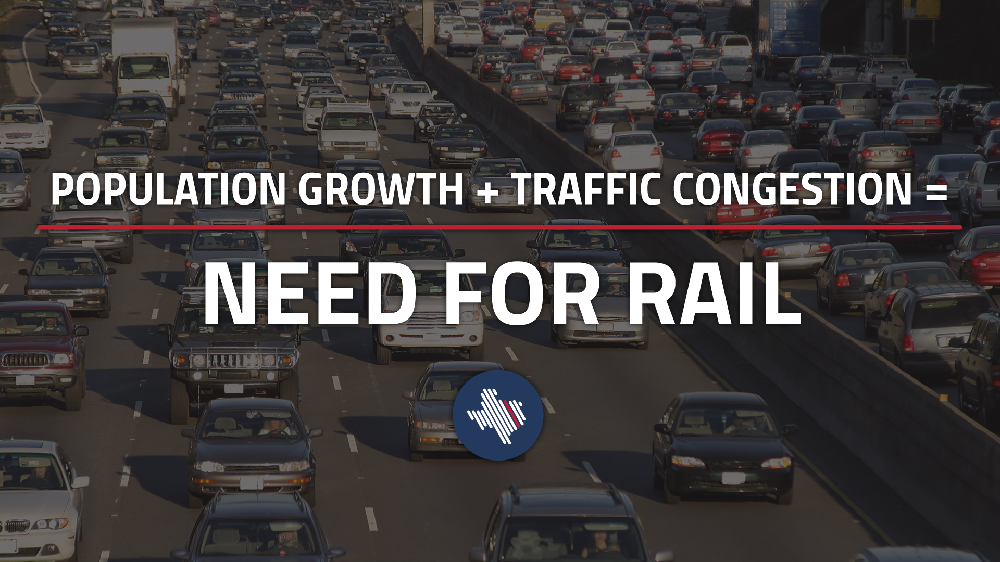 POPULATION GROWTH + TRAFFIC CONGESTION =
NEED FOR RAIL